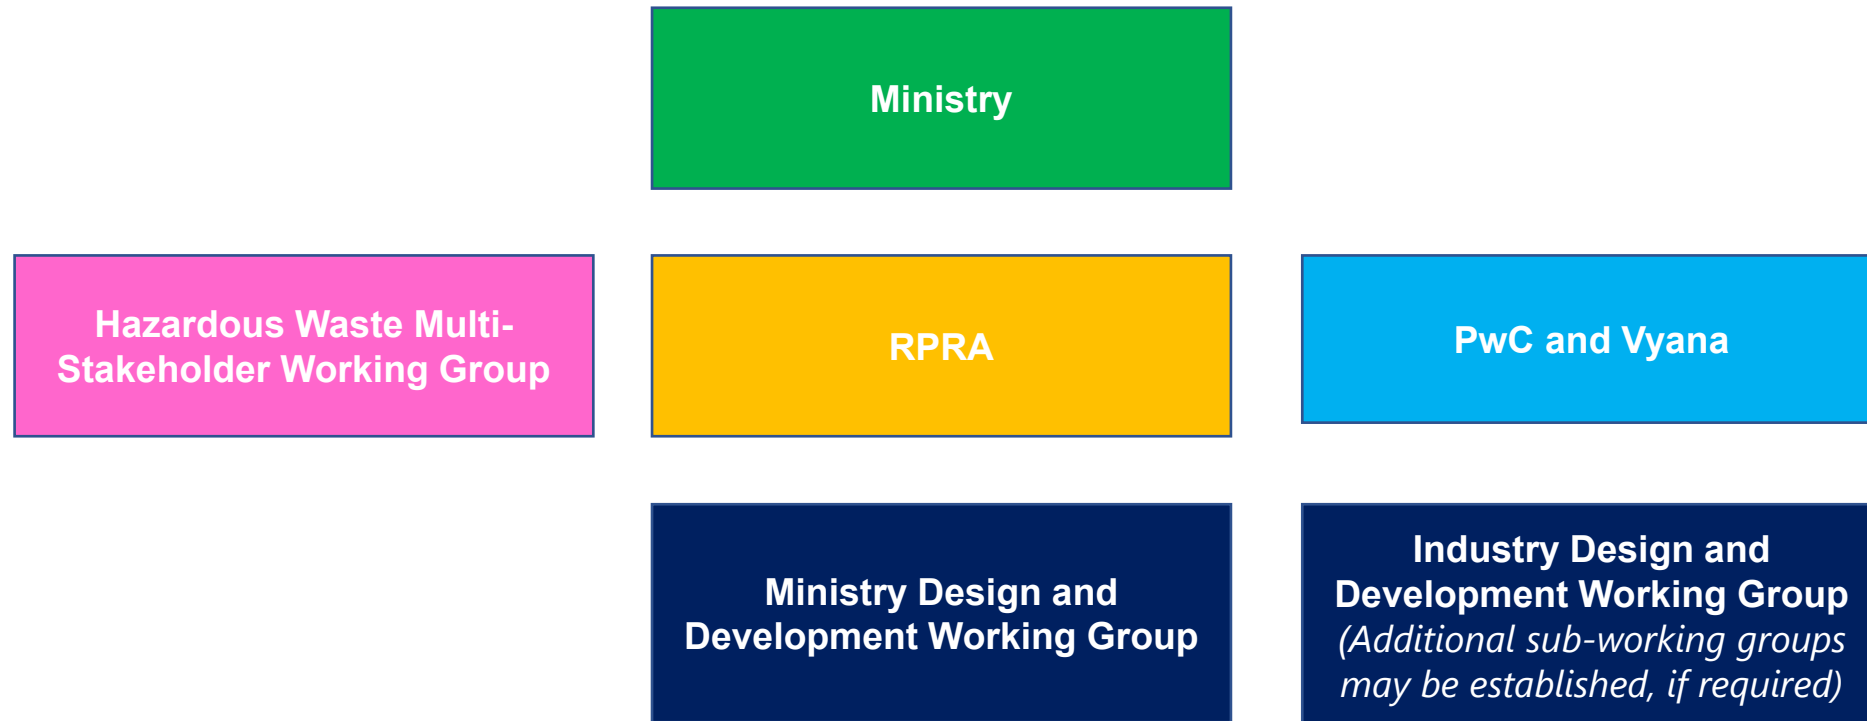 Ministry
Hazardous Waste Multi-
Stakeholder Working Group
RPRA
PwC and Vyana
Ministry Design and
Development Working Group
Industry Design and
Development Working Group
(Additional sub-working groups
may be established, if required)